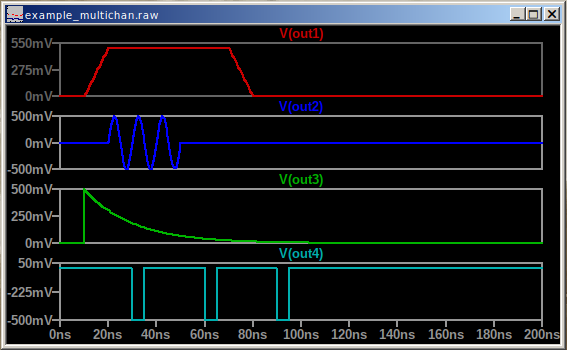 example_multichan.raw
V(out1)
550mV
275mV
0mV
V(out2)
500mV
0mV
-500mV
V(out3)
500mV
250mV
0mV
V(out4)
50mV
-225mV
-500mV
0ns 20ns 40ns 60ns 80ns 100ns 120ns 140ns 160ns 180ns 200ns